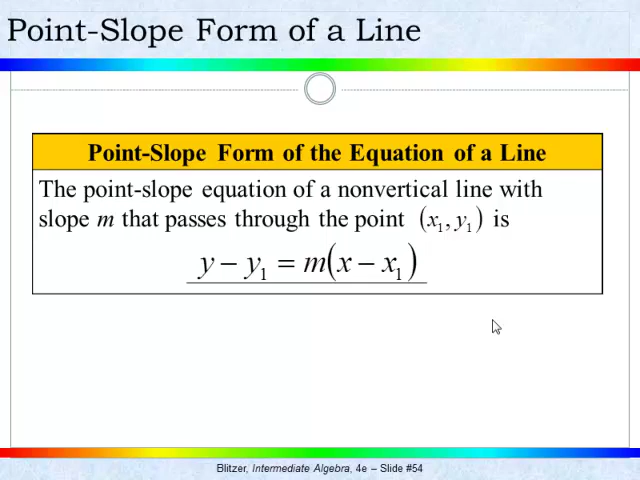 Point-Slope Form of a Line
Point-Slope Form of the Equation of a Line
The point-slope equation of a nonvertical line with
slope m that passes through the point (x₁, y₁) is
y − y₁ = m(x − x₁)
Blitzer, Intermediate Algebra, 4e – Slide #54